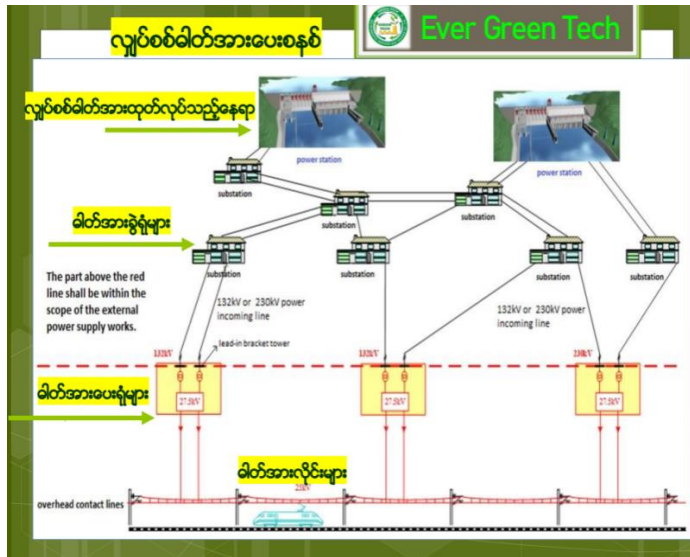 လျှပ်စစ်ဓါတ်အားပေးစနစ်
Ever Green Tech
လျှပ်စစ်ဓါတ်အားထုတ်လုပ်သည့်နေရာ
power station
power station
substation
substation
substation
ဓါတ်အားခွဲရုံများ
substation
substation
substation
substation
The part above the red
line shall be within the
scope of the external
power supply works.
132kV or 230kV power
incoming line
132kV or 230kV power
incoming line
lead-in bracket tower
132kV
132kV
230kV
ဓါတ်အားပေးရုံများ
27.5kV
27.5kV
27.5kV
ဓါတ်အားလိုင်းများ
25kV
overhead contact lines